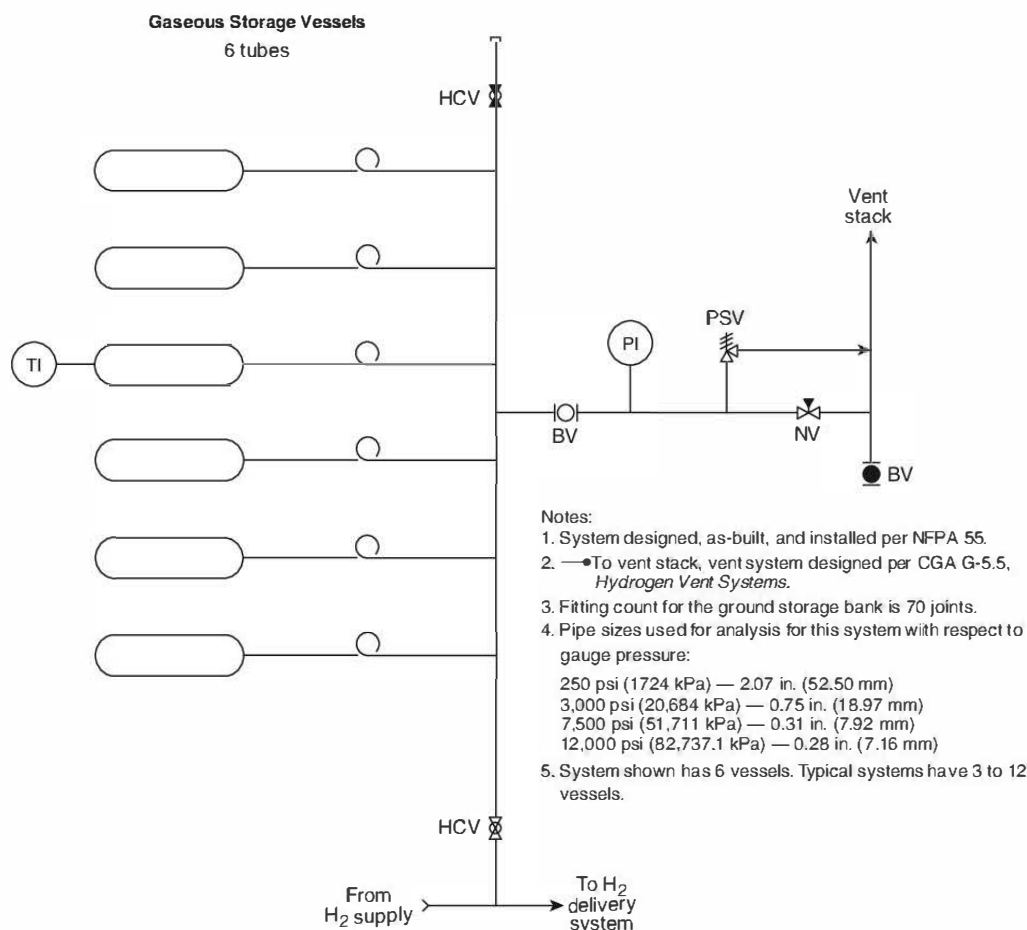 Gaseous Storage Vessels
6 tubes
HCV
Vent
stack
PSV
PI
TI
BV
NV
BV
Notes:
1. System designed, as-built, and installed per NFPA 55.
2. To vent stack, vent system designed per CGA G-5.5,
Hydrogen Vent Systems.
3. Fitting count for the ground storage bank is 70 joints.
4. Pipe sizes used for analysis for this system with respect to
gauge pressure:
250 psi (1724 kPa) — 2.07 in. (52.50 mm)
3,000 psi (20,684 kPa) — 0.75 in. (18.97 mm)
7,500 psi (51,711 kPa) — 0.31 in. (7.92 mm)
12,000 psi (82,737.1 kPa) — 0.28 in. (7.16 mm)
5. System shown has 6 vessels. Typical systems have 3 to 12
vessels.
HCV
From
H2 supply
To H2
delivery
system